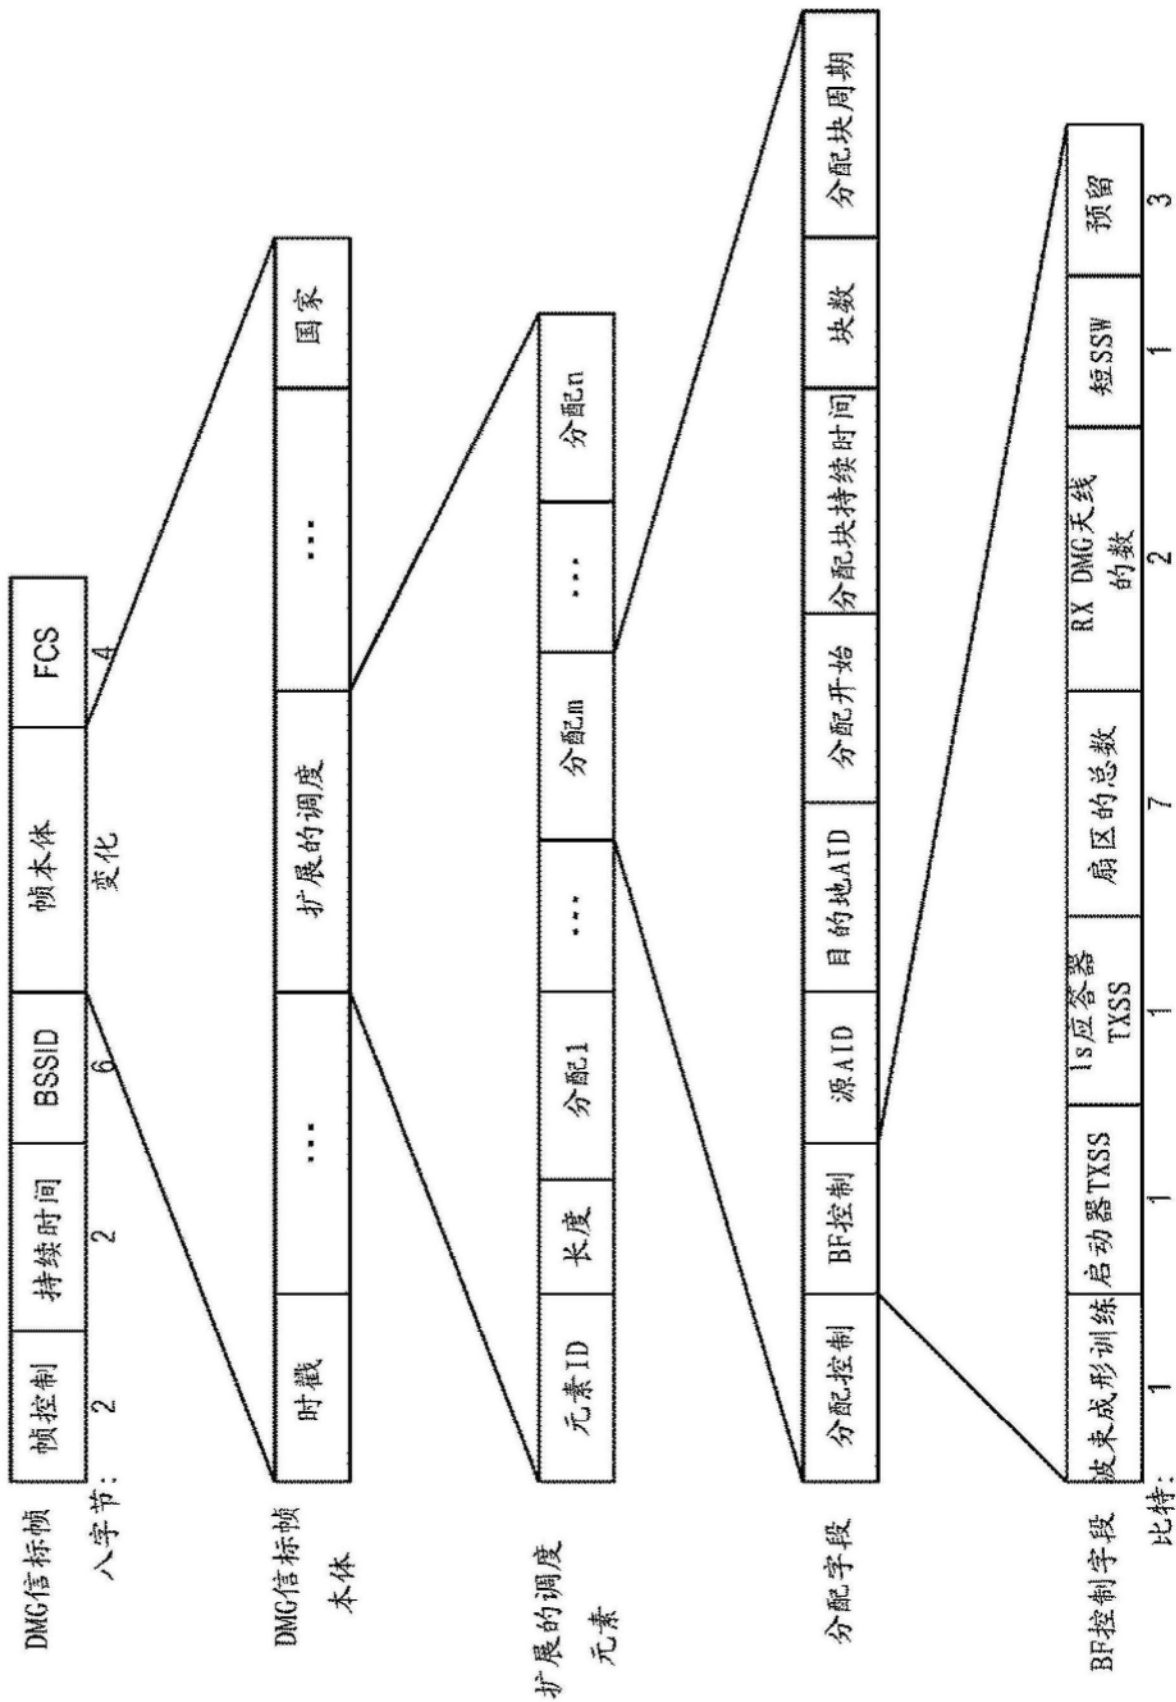 DMG信标帧
帧控制
持续时间
BSSID
帧本体
FCS
八字节:
2
2
6
变化
4
DMG信标帧
本体
时戳
...
扩展的调度
...
国家
扩展的调度
元素
元素ID
长度
分配1
...
分配m
...
分配n
分配字段
分配控制
BF控制
源AID
目的地AID
分配开始
分配块持续时间
块数
分配块周期
BF控制字段
波束成形训练
启动器TXSS
Is应答器
TXSS
扇区的总数
RX DMG天线
的数
短SSW
预留
比特:
1
1
1
7
2
1
3